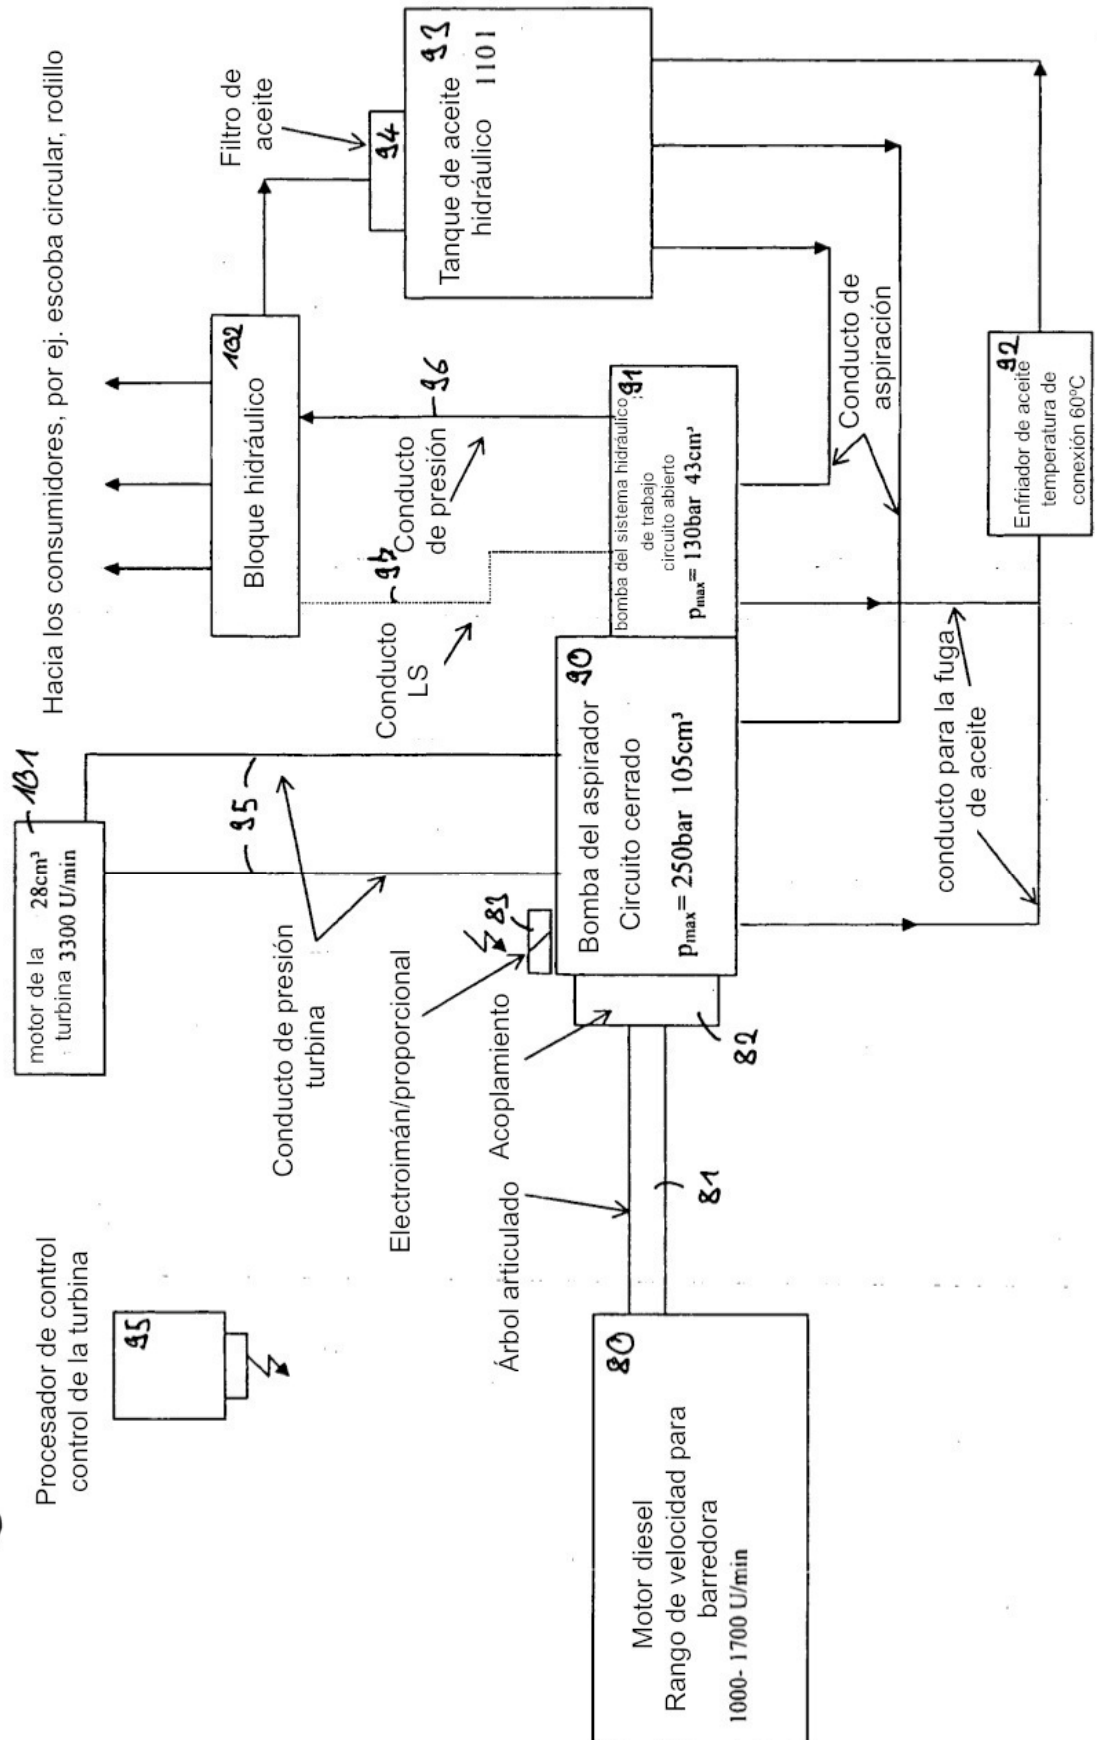 Procesador de control
control de la turbina
95
motor de la 28cm³
turbina 3300 U/min
131
Hacia los consumidores, por ej. escoba circular, rodillo
Conducto de presión
turbina
95
Bloque hidráulico
132
Filtro de
aceite
94
Tanque de aceite
hidráulico 110 l
93
Conducto
LS
97
Conducto
de presión
96
Electroimán/proporcional
83
Acoplamiento
82
Árbol articulado
81
Motor diesel
Rango de velocidad para
barredora
1000- 1700 U/min
80
Bomba del aspirador
Circuito cerrado
pmax= 250bar 105cm³
90
bomba del sistema hidráulico
de trabajo
circuito abierto
pmax= 130bar 43cm³
91
Conducto de
aspiración
conducto para la fuga
de aceite
92
Enfriador de aceite
temperatura de
conexión 60ºC